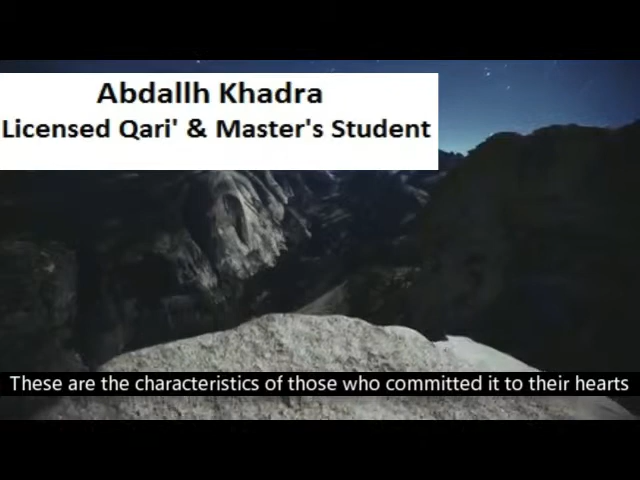 Abdallh Khadra
Licensed Qari' & Master's Student
These are the characteristics of those who committed it to their hearts